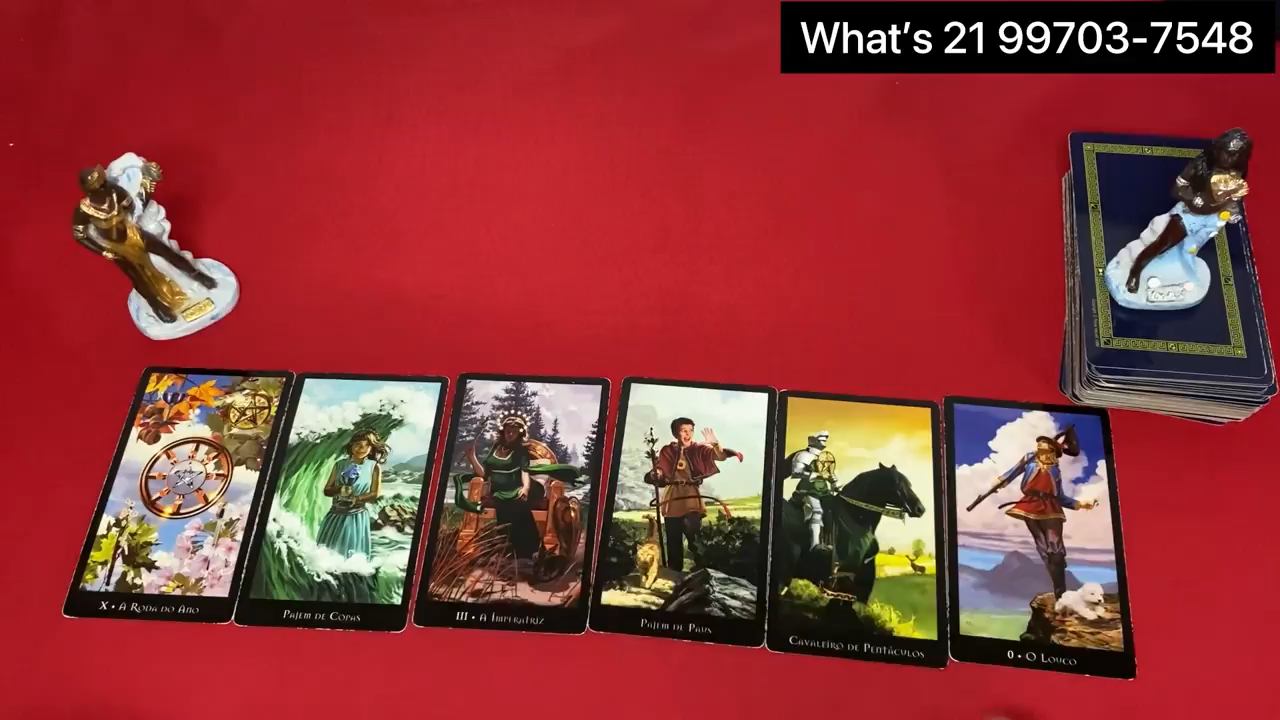 What's 21 99703-7548
X • A Roda do Ano
Pajem de Copas
III • A Imperatriz
Pajem de Paus
Cavaleiro de Pentáculos
0 • O Louco